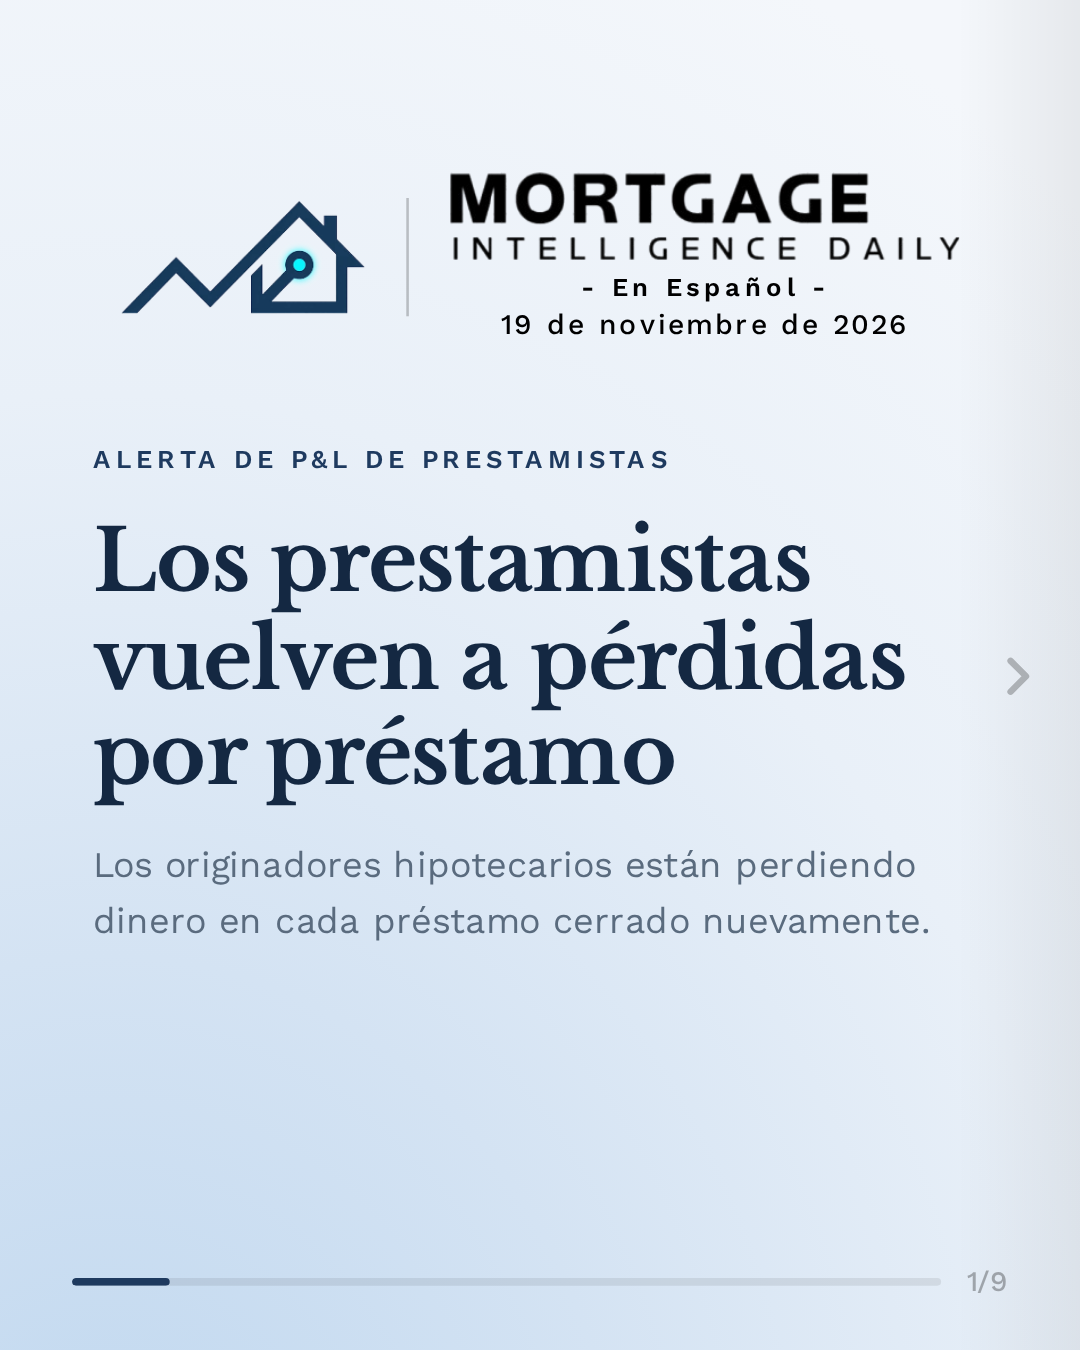 MORTGAGE
INTELLIGENCE DAILY
- En Español -
19 de noviembre de 2026
ALERTA DE P&L DE PRESTAMISTAS
Los prestamistas
vuelven a pérdidas
por préstamo
Los originadores hipotecarios están perdiendo
dinero en cada préstamo cerrado nuevamente.
1/9